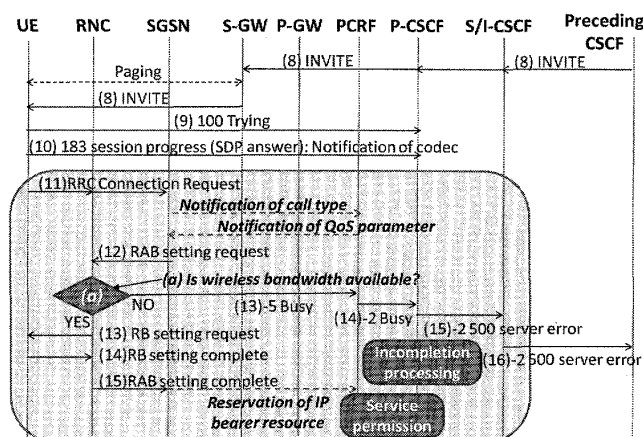 UE RNC SGSN S-GW P-GW PCRF P-CSCF S/I-CSCF Preceding
CSCF
Paging
(8) INVITE
(8) INVITE
(8) INVITE
(9) 100 Trying
(10) 183 session progress (SDP answer): Notification of codec
(11)RRC Connection Request
Notification of call type
Notification of QoS parameter
(12) RAB setting request
(a) Is wireless bandwidth available?
(a)
NO
(13)-5 Busy
(14)-2 Busy
YES
(13) RB setting request
(15)-2 500 server error
(14)RB setting complete
Incompletion
processing
(16)-2 500 server error
(15)RAB setting complete
Reservation of IP
bearer resource
Service
permission